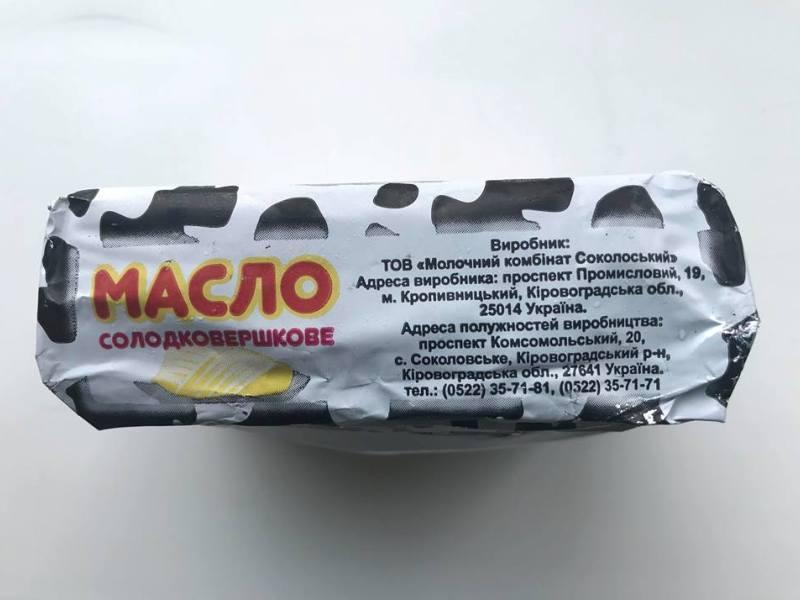 МАСЛО
СОЛОДКОВЕРШКОВЕ
Виробник:
ТОВ «Молочний комбінат Соколоський»
Адреса виробника: проспект Промисловий, 19,
м. Кропивницький, Кіровоградська обл.,
25014 Україна.
Адреса полужностей виробництва:
проспект Комсомольський, 20,
с. Соколовське, Кіровоградський р-н,
Кіровоградська обл., 27641 Україна.
тел.: (0522) 35-71-81, (0522) 35-71-71